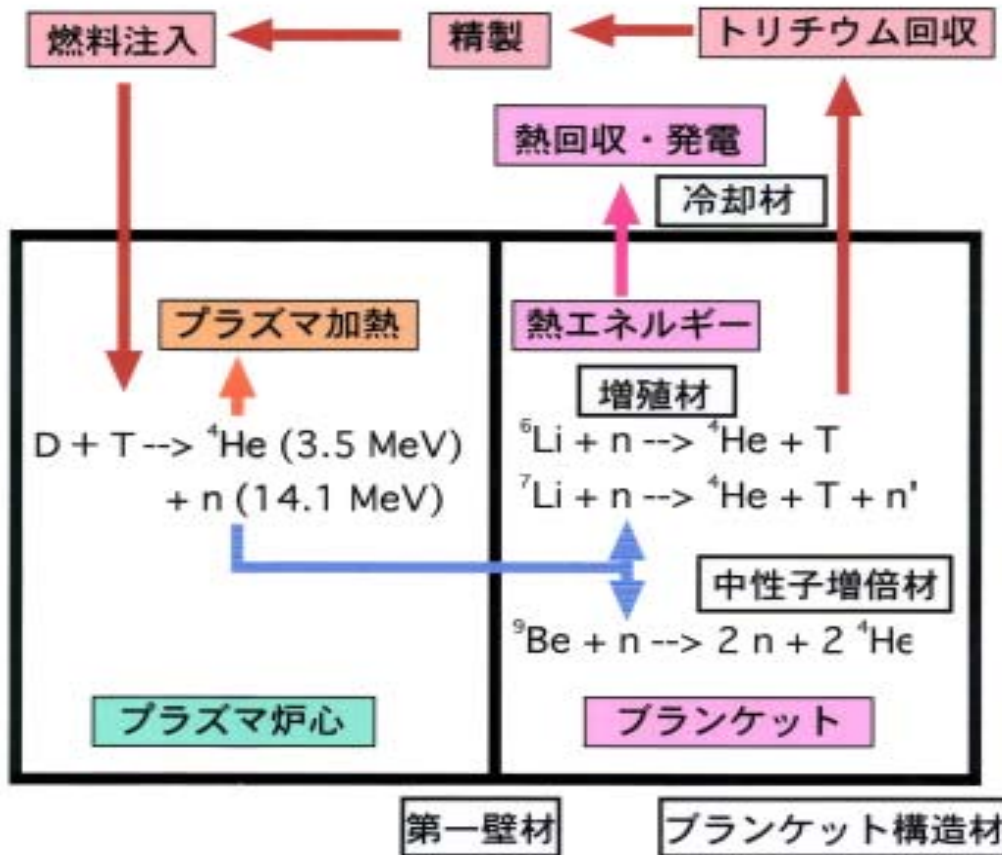 燃料注入
精製
トリチウム回収
熱回収・発電
冷却材
プラズマ加熱
熱エネルギー
増殖材
D + T --> ⁴He (3.5 MeV)
+ n (14.1 MeV)
⁶Li + n --> ⁴He + T
⁷Li + n --> ⁴He + T + n'
中性子増倍材
⁹Be + n --> 2 n + 2 ⁴He
プラズマ炉心
ブランケット
第一壁材
ブランケット構造材